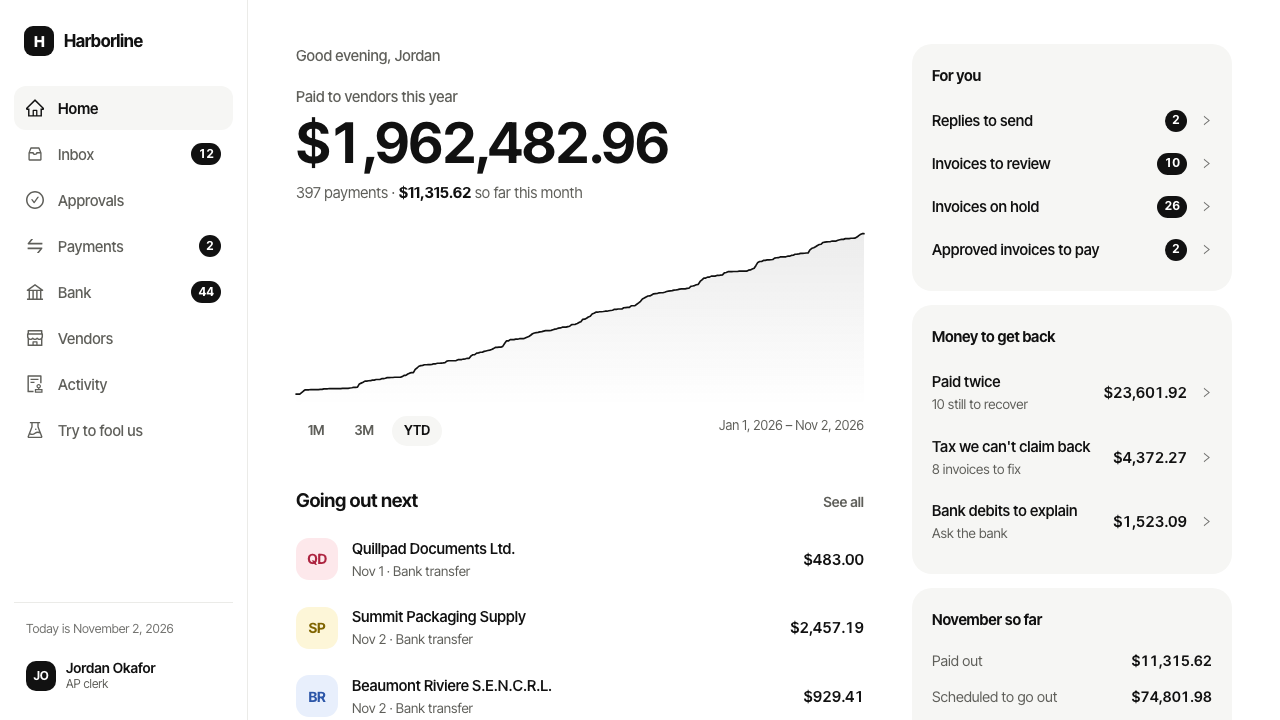 H Harborline
Home
Inbox 12
Approvals
Payments 2
Bank 44
Vendors
Activity
Try to fool us
Today is November 2, 2026
JO Jordan Okafor
AP clerk
Good evening, Jordan
Paid to vendors this year
$1,962,482.96
397 payments · $11,315.62 so far this month
1M 3M YTD Jan 1, 2026 – Nov 2, 2026
Going out next See all
QD Quillpad Documents Ltd. $483.00
Nov 1 · Bank transfer
SP Summit Packaging Supply $2,457.19
Nov 2 · Bank transfer
BR Beaumont Riviere S.E.N.C.R.L. $929.41
Nov 2 · Bank transfer
For you
Replies to send 2
Invoices to review 10
Invoices on hold 26
Approved invoices to pay 2
Money to get back
Paid twice $23,601.92
10 still to recover
Tax we can't claim back $4,372.27
8 invoices to fix
Bank debits to explain $1,523.09
Ask the bank
November so far
Paid out $11,315.62
Scheduled to go out $74,801.98